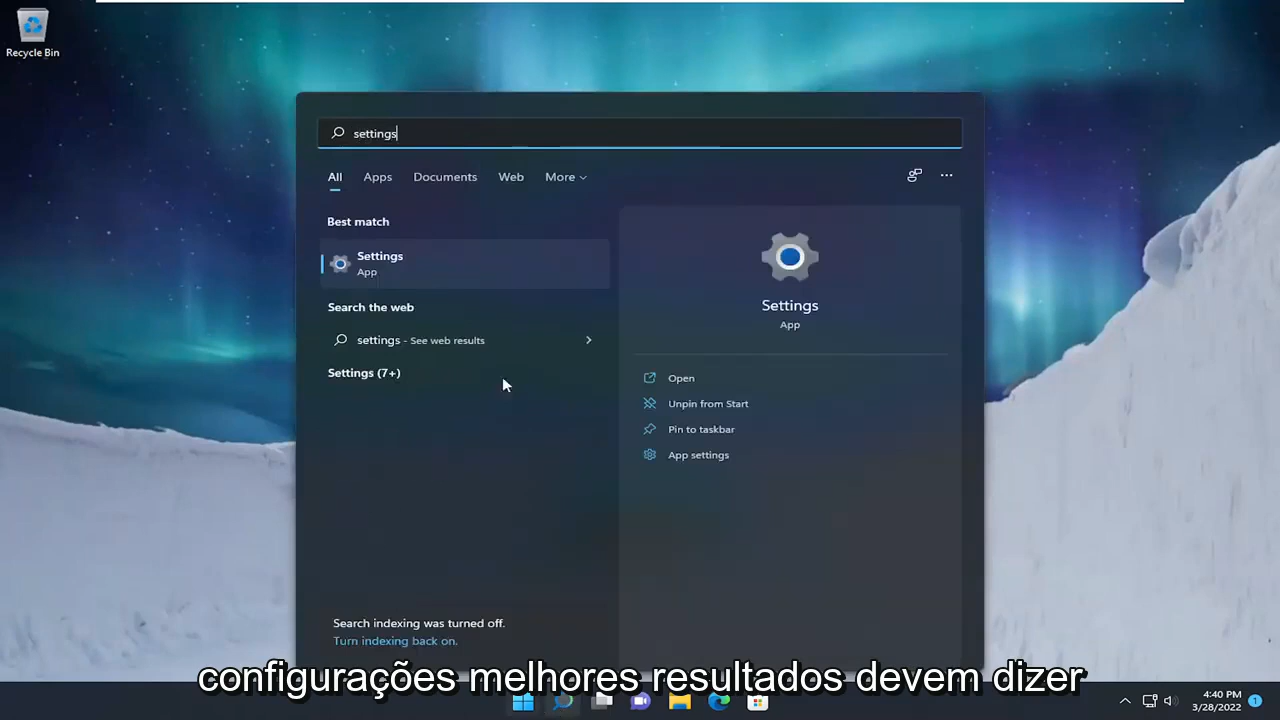 Recycle Bin
settings
All Apps Documents Web More
Best match
Settings
App
Search the web
settings - See web results
Settings (7+)
Settings
App
Open
Unpin from Start
Pin to taskbar
App settings
Search indexing was turned off.
Turn indexing back on.
configurações melhores resultados devem dizer
4:40 PM
3/28/2022
1